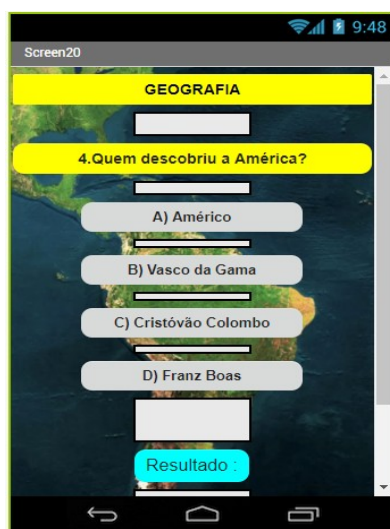 9:48
Screen20
GEOGRAFIA
4.Quem descobriu a América?
A) Américo
B) Vasco da Gama
C) Cristóvão Colombo
D) Franz Boas
Resultado :